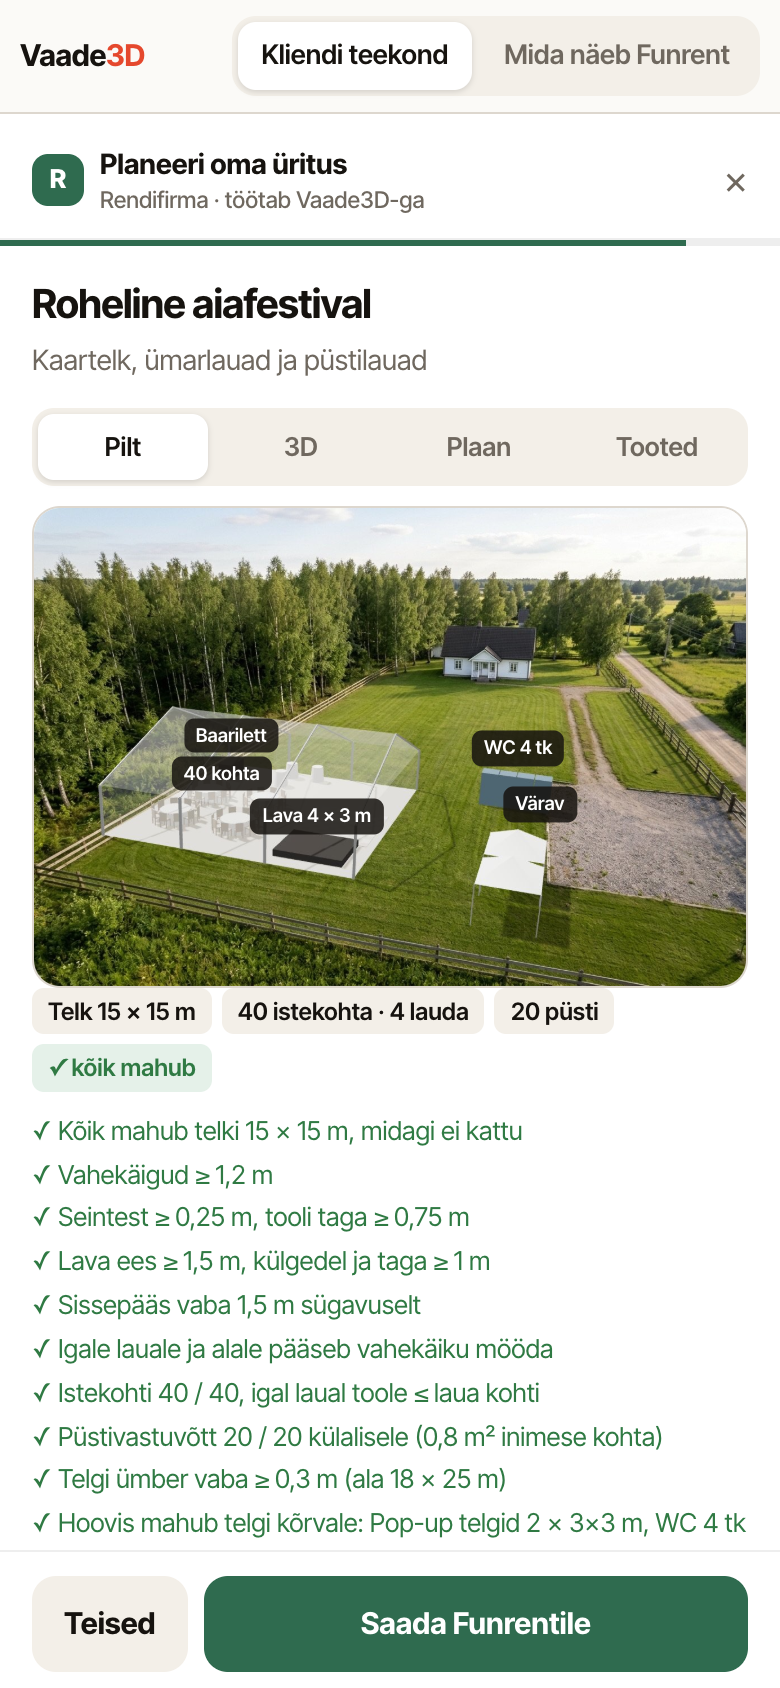 Vaade3D
Kliendi teekond
Mida näeb Funrent
R
Planeeri oma üritus
Rendifirma · töötab Vaade3D-ga
×
Roheline aiafestival
Kaartelk, ümarlauad ja püstilauad
Pilt
3D
Plaan
Tooted
Baarilett
40 kohta
Lava 4 × 3 m
WC 4 tk
Värav
Telk 15 × 15 m
40 istekohta · 4 lauda
20 püsti
✓ kõik mahub
✓ Kõik mahub telki 15 × 15 m, midagi ei kattu
✓ Vahekäigud ≥ 1,2 m
✓ Seintest ≥ 0,25 m, tooli taga ≥ 0,75 m
✓ Lava ees ≥ 1,5 m, külgedel ja taga ≥ 1 m
✓ Sissepääs vaba 1,5 m sügavuselt
✓ Igale lauale ja alale pääseb vahekäiku mööda
✓ Istekohti 40 / 40, igal laual toole ≤ laua kohti
✓ Püstivastuvõtt 20 / 20 külalisele (0,8 m² inimese kohta)
✓ Telgi ümber vaba ≥ 0,3 m (ala 18 × 25 m)
✓ Hoovis mahub telgi kõrvale: Pop-up telgid 2 × 3×3 m, WC 4 tk
Teised
Saada Funrentile